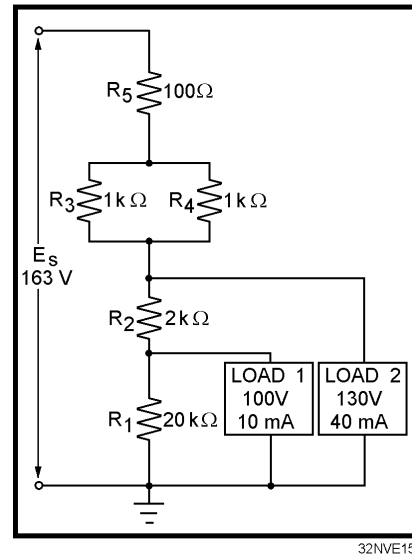 R5 100Ω
R3 1kΩ R4 1kΩ
Es
163 V
R2 2kΩ
LOAD 1
100V
10 mA
LOAD 2
130V
40 mA
R1 20kΩ
32NVE15